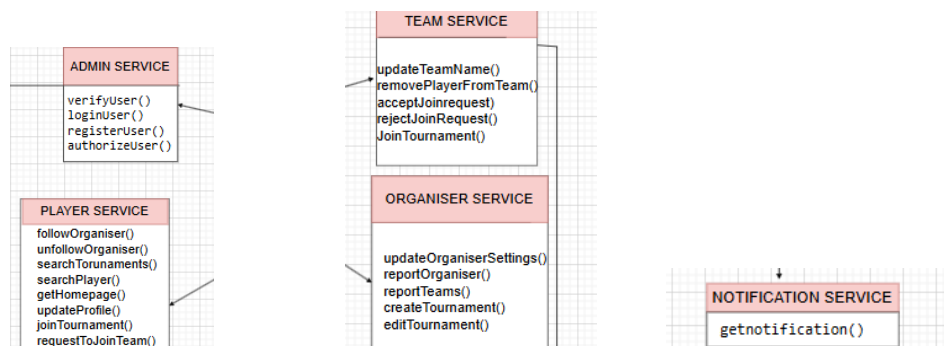 ADMIN SERVICE
verifyUser()
loginUser()
registerUser()
authorizeUser()
PLAYER SERVICE
followOrganiser()
unfollowOrganiser()
searchTorunaments()
searchPlayer()
getHomepage()
updateProfile()
joinTournament()
requestToJoinTeam()
TEAM SERVICE
updateTeamName()
removePlayerFromTeam()
acceptJoinrequest)
rejectJoinRequest()
JoinTournament()
ORGANISER SERVICE
updateOrganiserSettings()
reportOrganiser()
reportTeams()
createTournament()
editTournament()
NOTIFICATION SERVICE
getnotification()